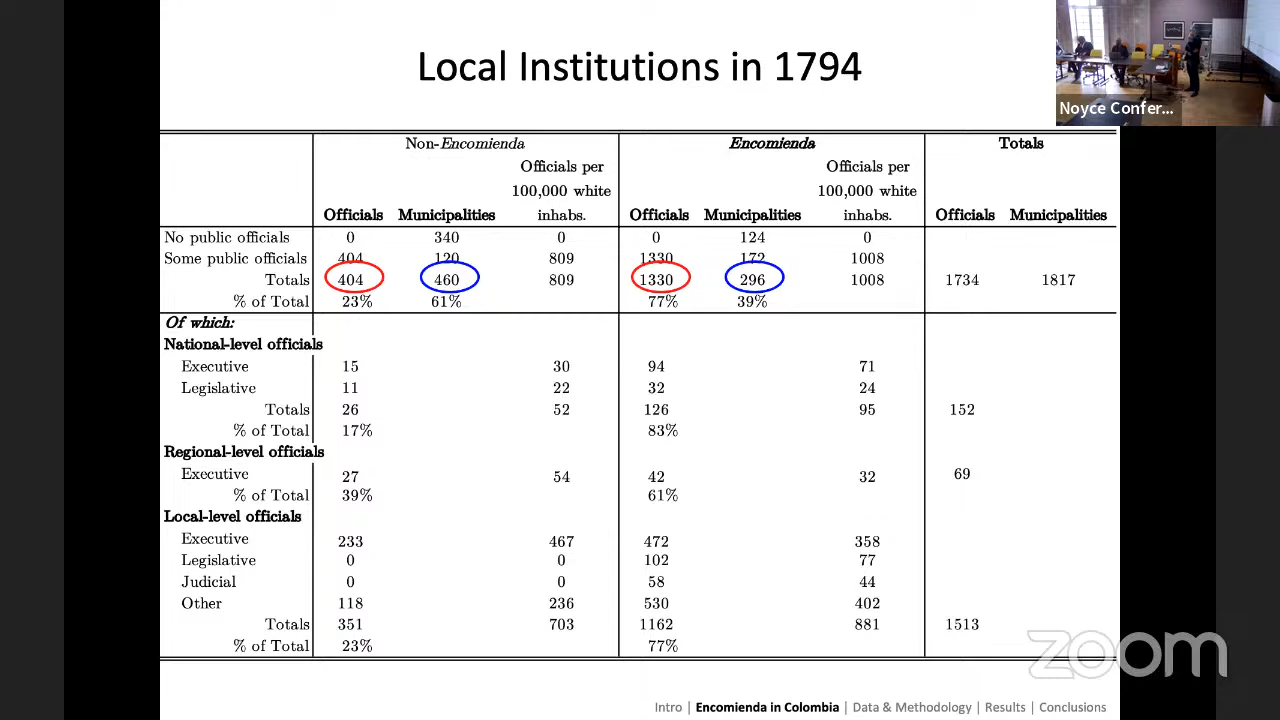 Local Institutions in 1794
Noyce Confer...
Non-Encomienda Encomienda Totals
Officials per Officials per
100,000 white 100,000 white
Officials Municipalities inhabs. Officials Municipalities inhabs. Officials Municipalities
No public officials 0 340 0 0 124 0
Some public officials 404 120 809 1330 172 1008
Totals 404 460 809 1330 296 1008 1734 1817
% of Total 23% 61% 77% 39%
Of which:
National-level officials
Executive 15 30 94 71
Legislative 11 22 32 24
Totals 26 52 126 95 152
% of Total 17% 83%
Regional-level officials
Executive 27 54 42 32 69
% of Total 39% 61%
Local-level officials
Executive 233 467 472 358
Legislative 0 0 102 77
Judicial 0 0 58 44
Other 118 236 530 402
Totals 351 703 1162 881 1513
% of Total 23% 77%
zoom
Intro | Encomienda in Colombia | Data & Methodology | Results | Conclusions